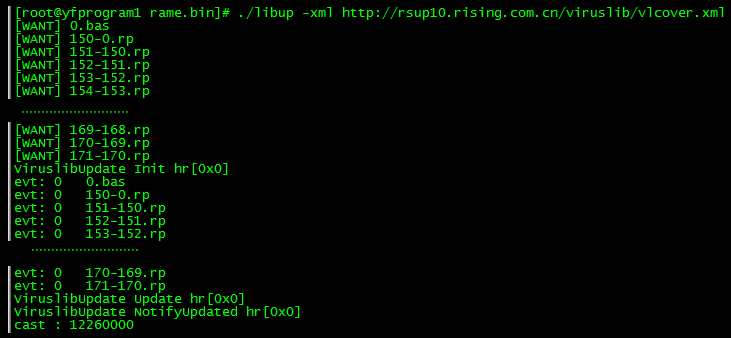 [root@yfprogram1 rame.bin]# ./libup -xml http://rsup10.rising.com.cn/viruslib/vlcover.xml
[WANT] 0.bas
[WANT] 150-0.rp
[WANT] 151-150.rp
[WANT] 152-151.rp
[WANT] 153-152.rp
[WANT] 154-153.rp
...........................
[WANT] 169-168.rp
[WANT] 170-169.rp
[WANT] 171-170.rp
ViruslibUpdate Init hr[0x0]
evt: 0   0.bas
evt: 0   150-0.rp
evt: 0   151-150.rp
evt: 0   152-151.rp
evt: 0   153-152.rp
...........................
evt: 0   170-169.rp
evt: 0   171-170.rp
ViruslibUpdate Update hr[0x0]
ViruslibUpdate NotifyUpdated hr[0x0]
cast : 12260000